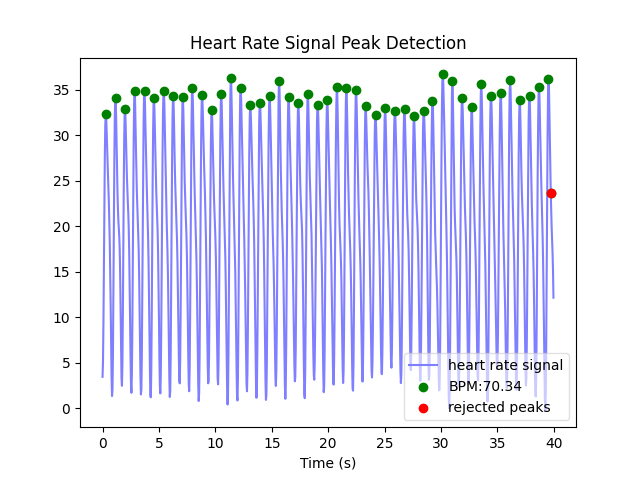 Heart Rate Signal Peak Detection
35
30
25
20
15
10
5
0
heart rate signal
BPM:70.34
rejected peaks
0 5 10 15 20 25 30 35 40
Time (s)